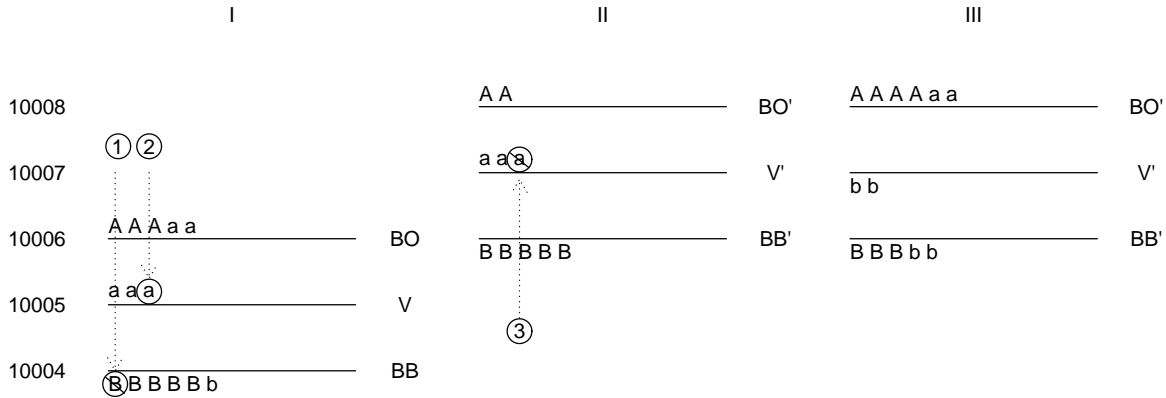 I II III
10008 A A BO' A A A A a a BO'
1 2
10007 a a a V' b b V'
10006 A A A a a BO B B B B B BB' B B B b b BB'
10005 a a a V
3
10004 B B B B B b BB